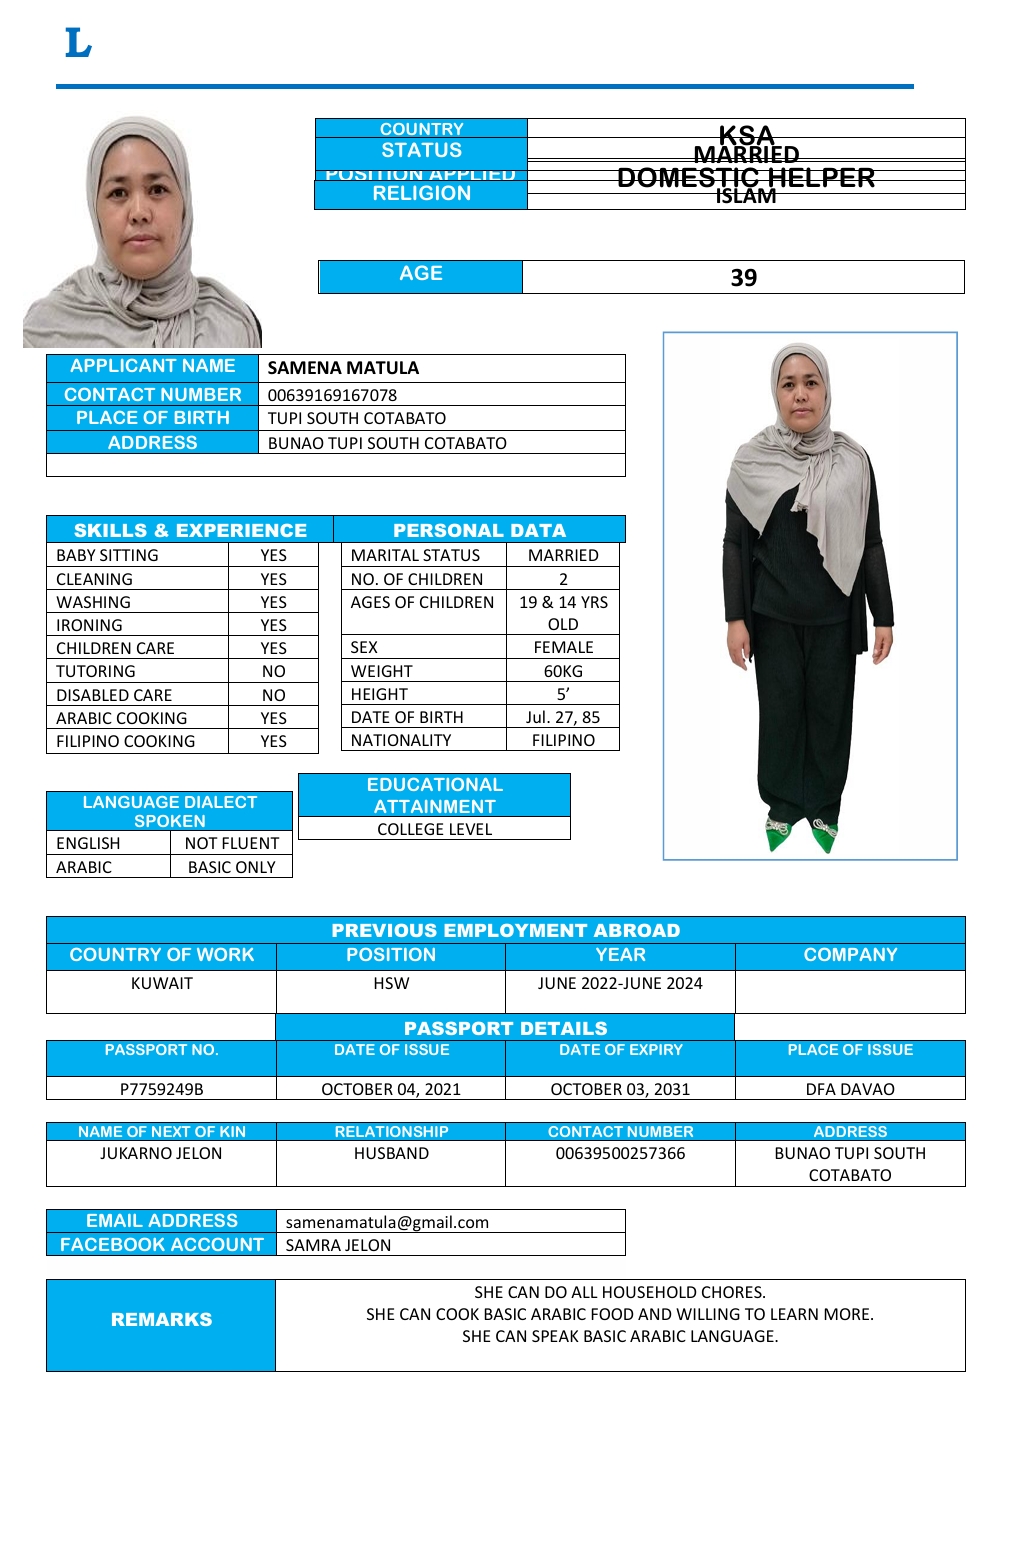 L
COUNTRY KSA
STATUS MARRIED
POSITION APPLIED DOMESTIC HELPER
RELIGION ISLAM
AGE 39
APPLICANT NAME SAMENA MATULA
CONTACT NUMBER 00639169167078
PLACE OF BIRTH TUPI SOUTH COTABATO
ADDRESS BUNAO TUPI SOUTH COTABATO
SKILLS & EXPERIENCE PERSONAL DATA
BABY SITTING YES MARITAL STATUS MARRIED
CLEANING YES NO. OF CHILDREN 2
WASHING YES AGES OF CHILDREN 19 & 14 YRS
IRONING YES OLD
CHILDREN CARE YES SEX FEMALE
TUTORING NO WEIGHT 60KG
DISABLED CARE NO HEIGHT 5’
ARABIC COOKING YES DATE OF BIRTH Jul. 27, 85
FILIPINO COOKING YES NATIONALITY FILIPINO
EDUCATIONAL
ATTAINMENT
COLLEGE LEVEL
LANGUAGE DIALECT
SPOKEN
ENGLISH NOT FLUENT
ARABIC BASIC ONLY
PREVIOUS EMPLOYMENT ABROAD
COUNTRY OF WORK POSITION YEAR COMPANY
KUWAIT HSW JUNE 2022-JUNE 2024
PASSPORT DETAILS
PASSPORT NO. DATE OF ISSUE DATE OF EXPIRY PLACE OF ISSUE
P7759249B OCTOBER 04, 2021 OCTOBER 03, 2031 DFA DAVAO
NAME OF NEXT OF KIN RELATIONSHIP CONTACT NUMBER ADDRESS
JUKARNO JELON HUSBAND 00639500257366 BUNAO TUPI SOUTH
COTABATO
EMAIL ADDRESS samenamatula@gmail.com
FACEBOOK ACCOUNT SAMRA JELON
REMARKS
SHE CAN DO ALL HOUSEHOLD CHORES.
SHE CAN COOK BASIC ARABIC FOOD AND WILLING TO LEARN MORE.
SHE CAN SPEAK BASIC ARABIC LANGUAGE.